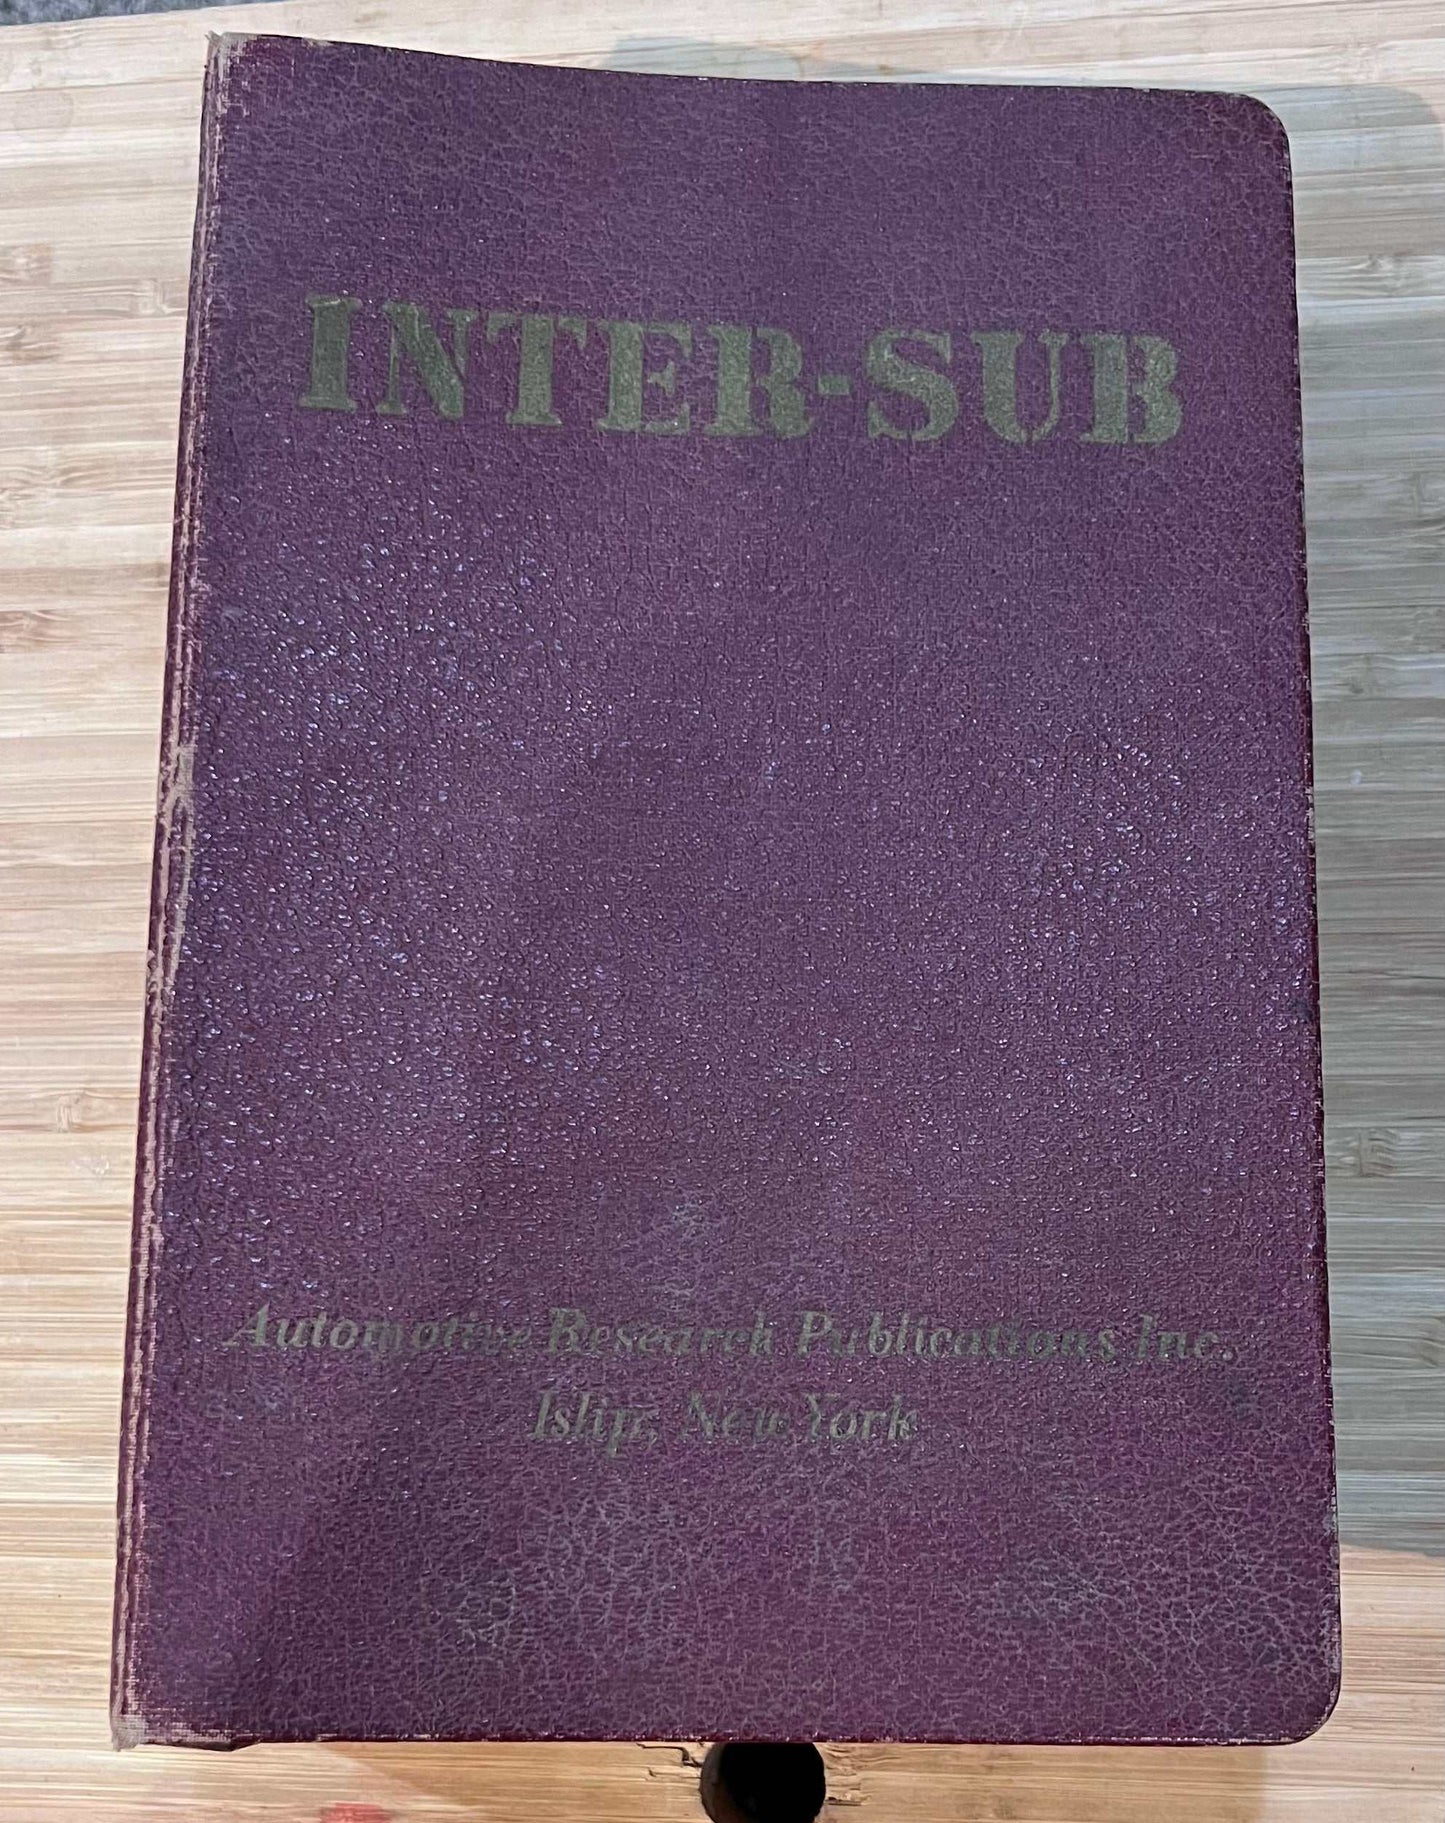 INTER-SUB
Automotive Research Publications Inc.
Islip, New York